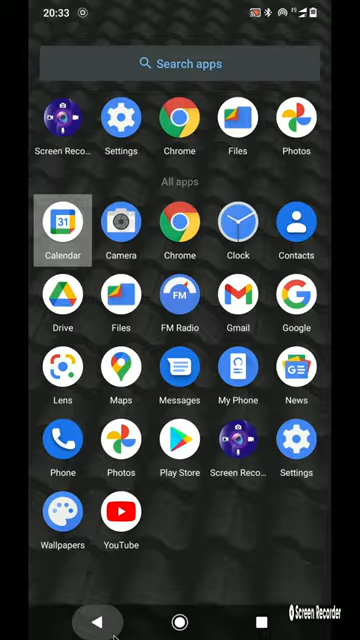 20:33
Search apps
Screen Reco... Settings Chrome Files Photos
All apps
31
Calendar Camera Chrome Clock Contacts
FM
Drive Files FM Radio Gmail Google
Lens Maps Messages My Phone News
Phone Photos Play Store Screen Reco... Settings
Wallpapers YouTube
Screen Recorder